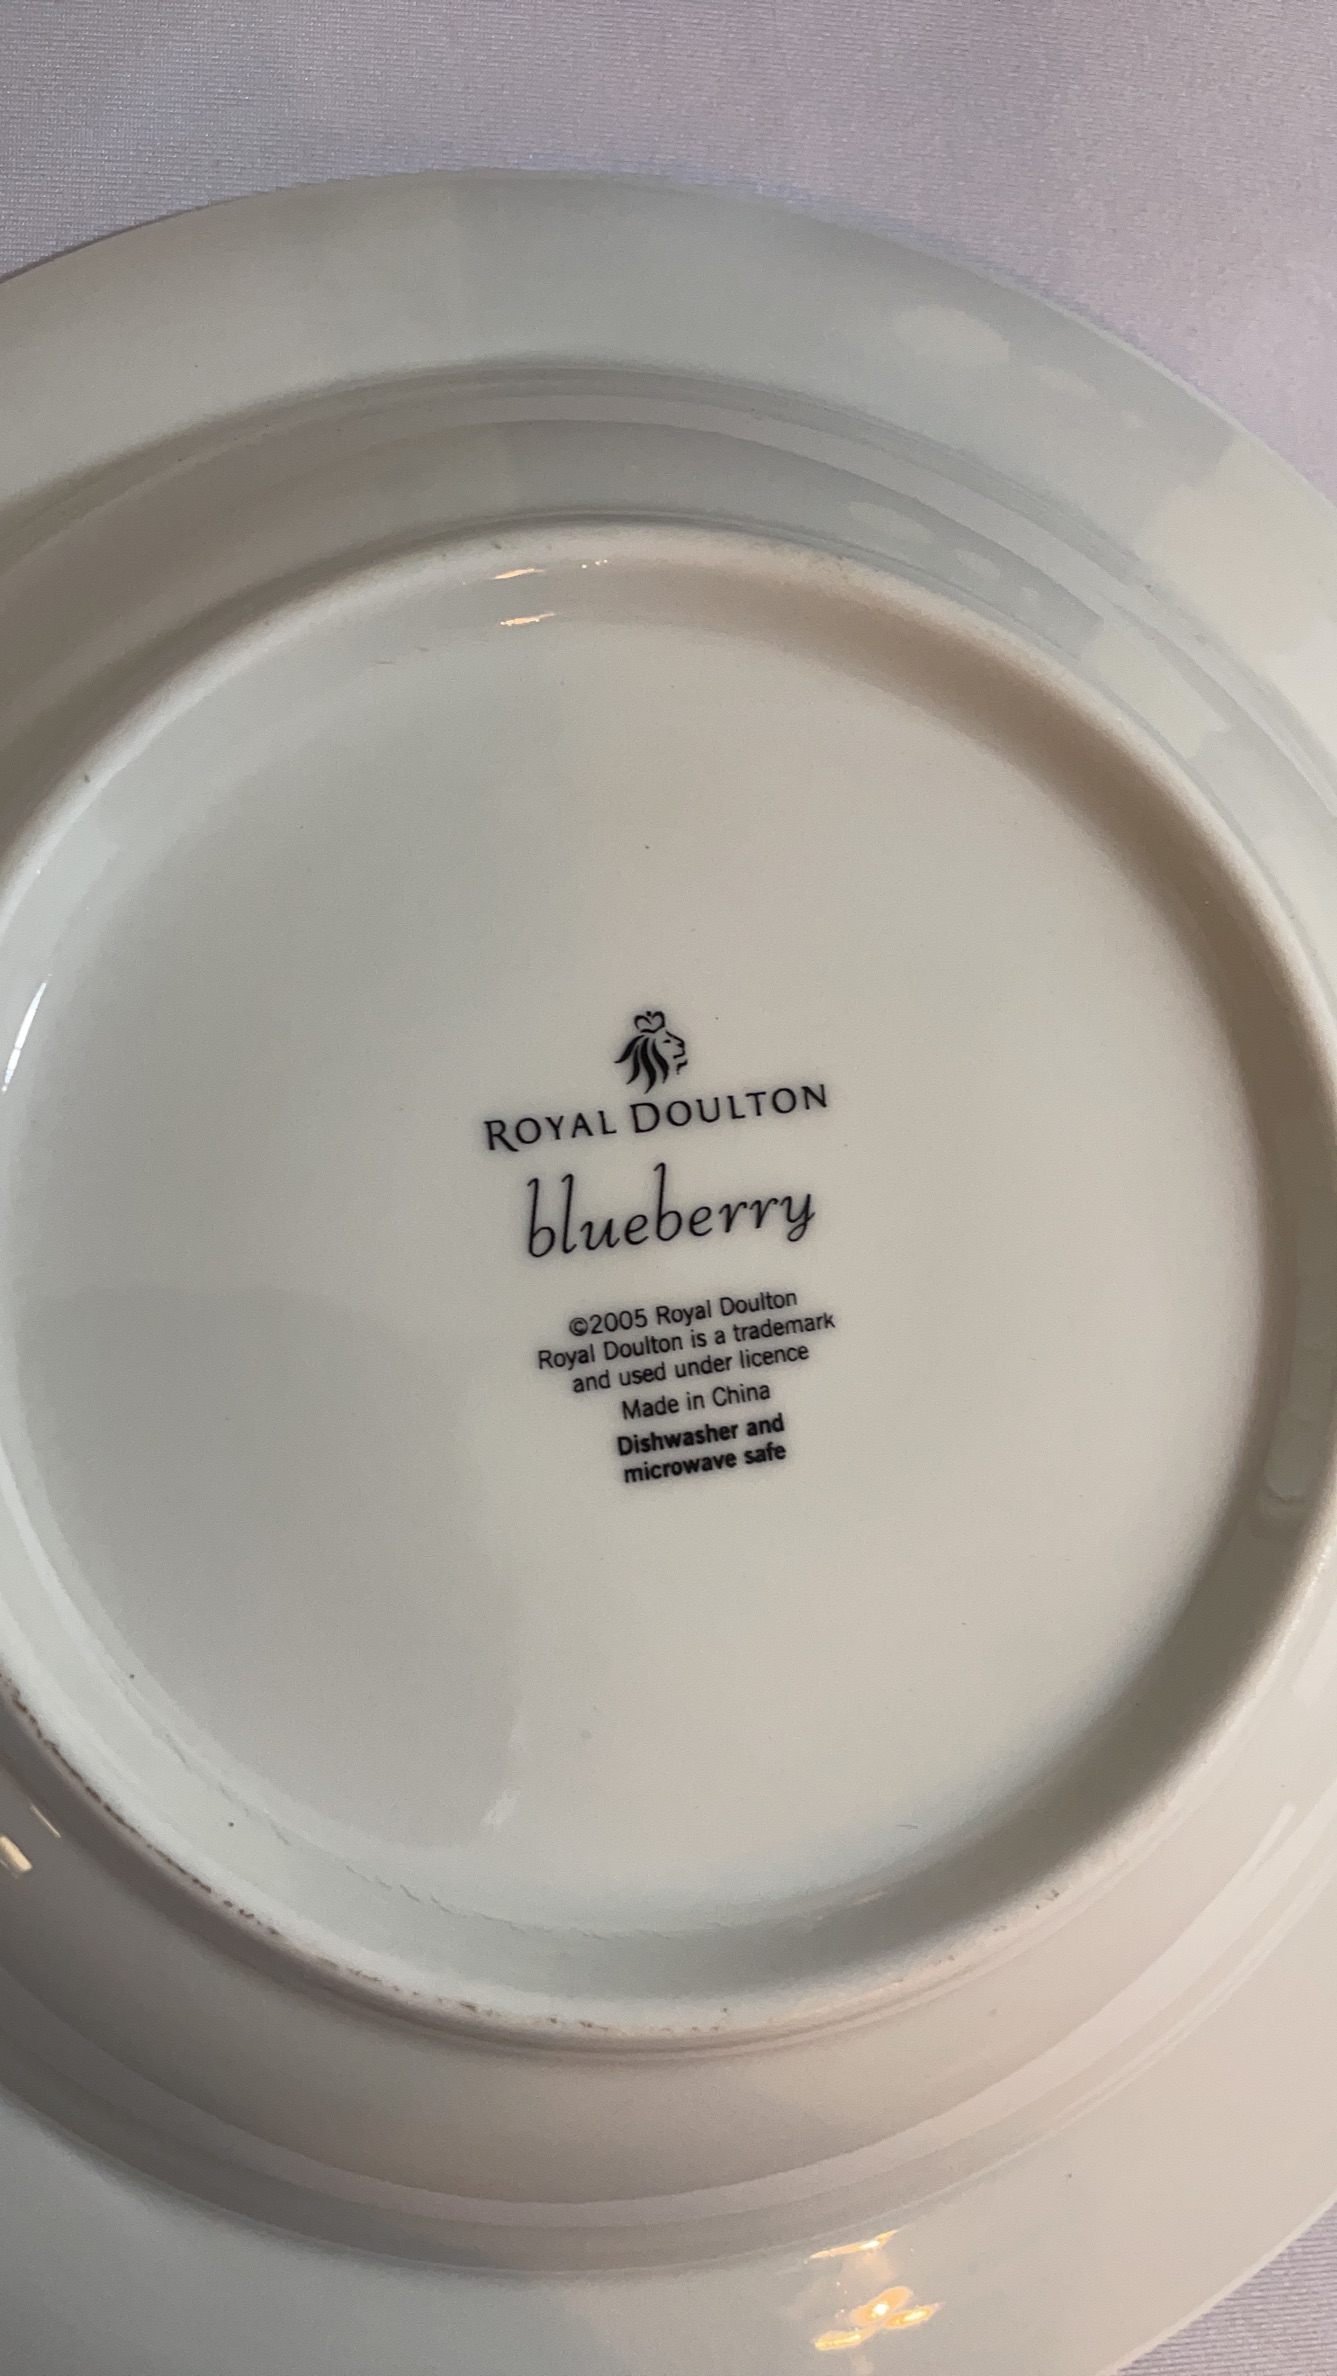 ROYAL DOULTON
blueberry
©2005 Royal Doulton
Royal Doulton is a trademark
and used under licence
Made in China
Dishwasher and
microwave safe